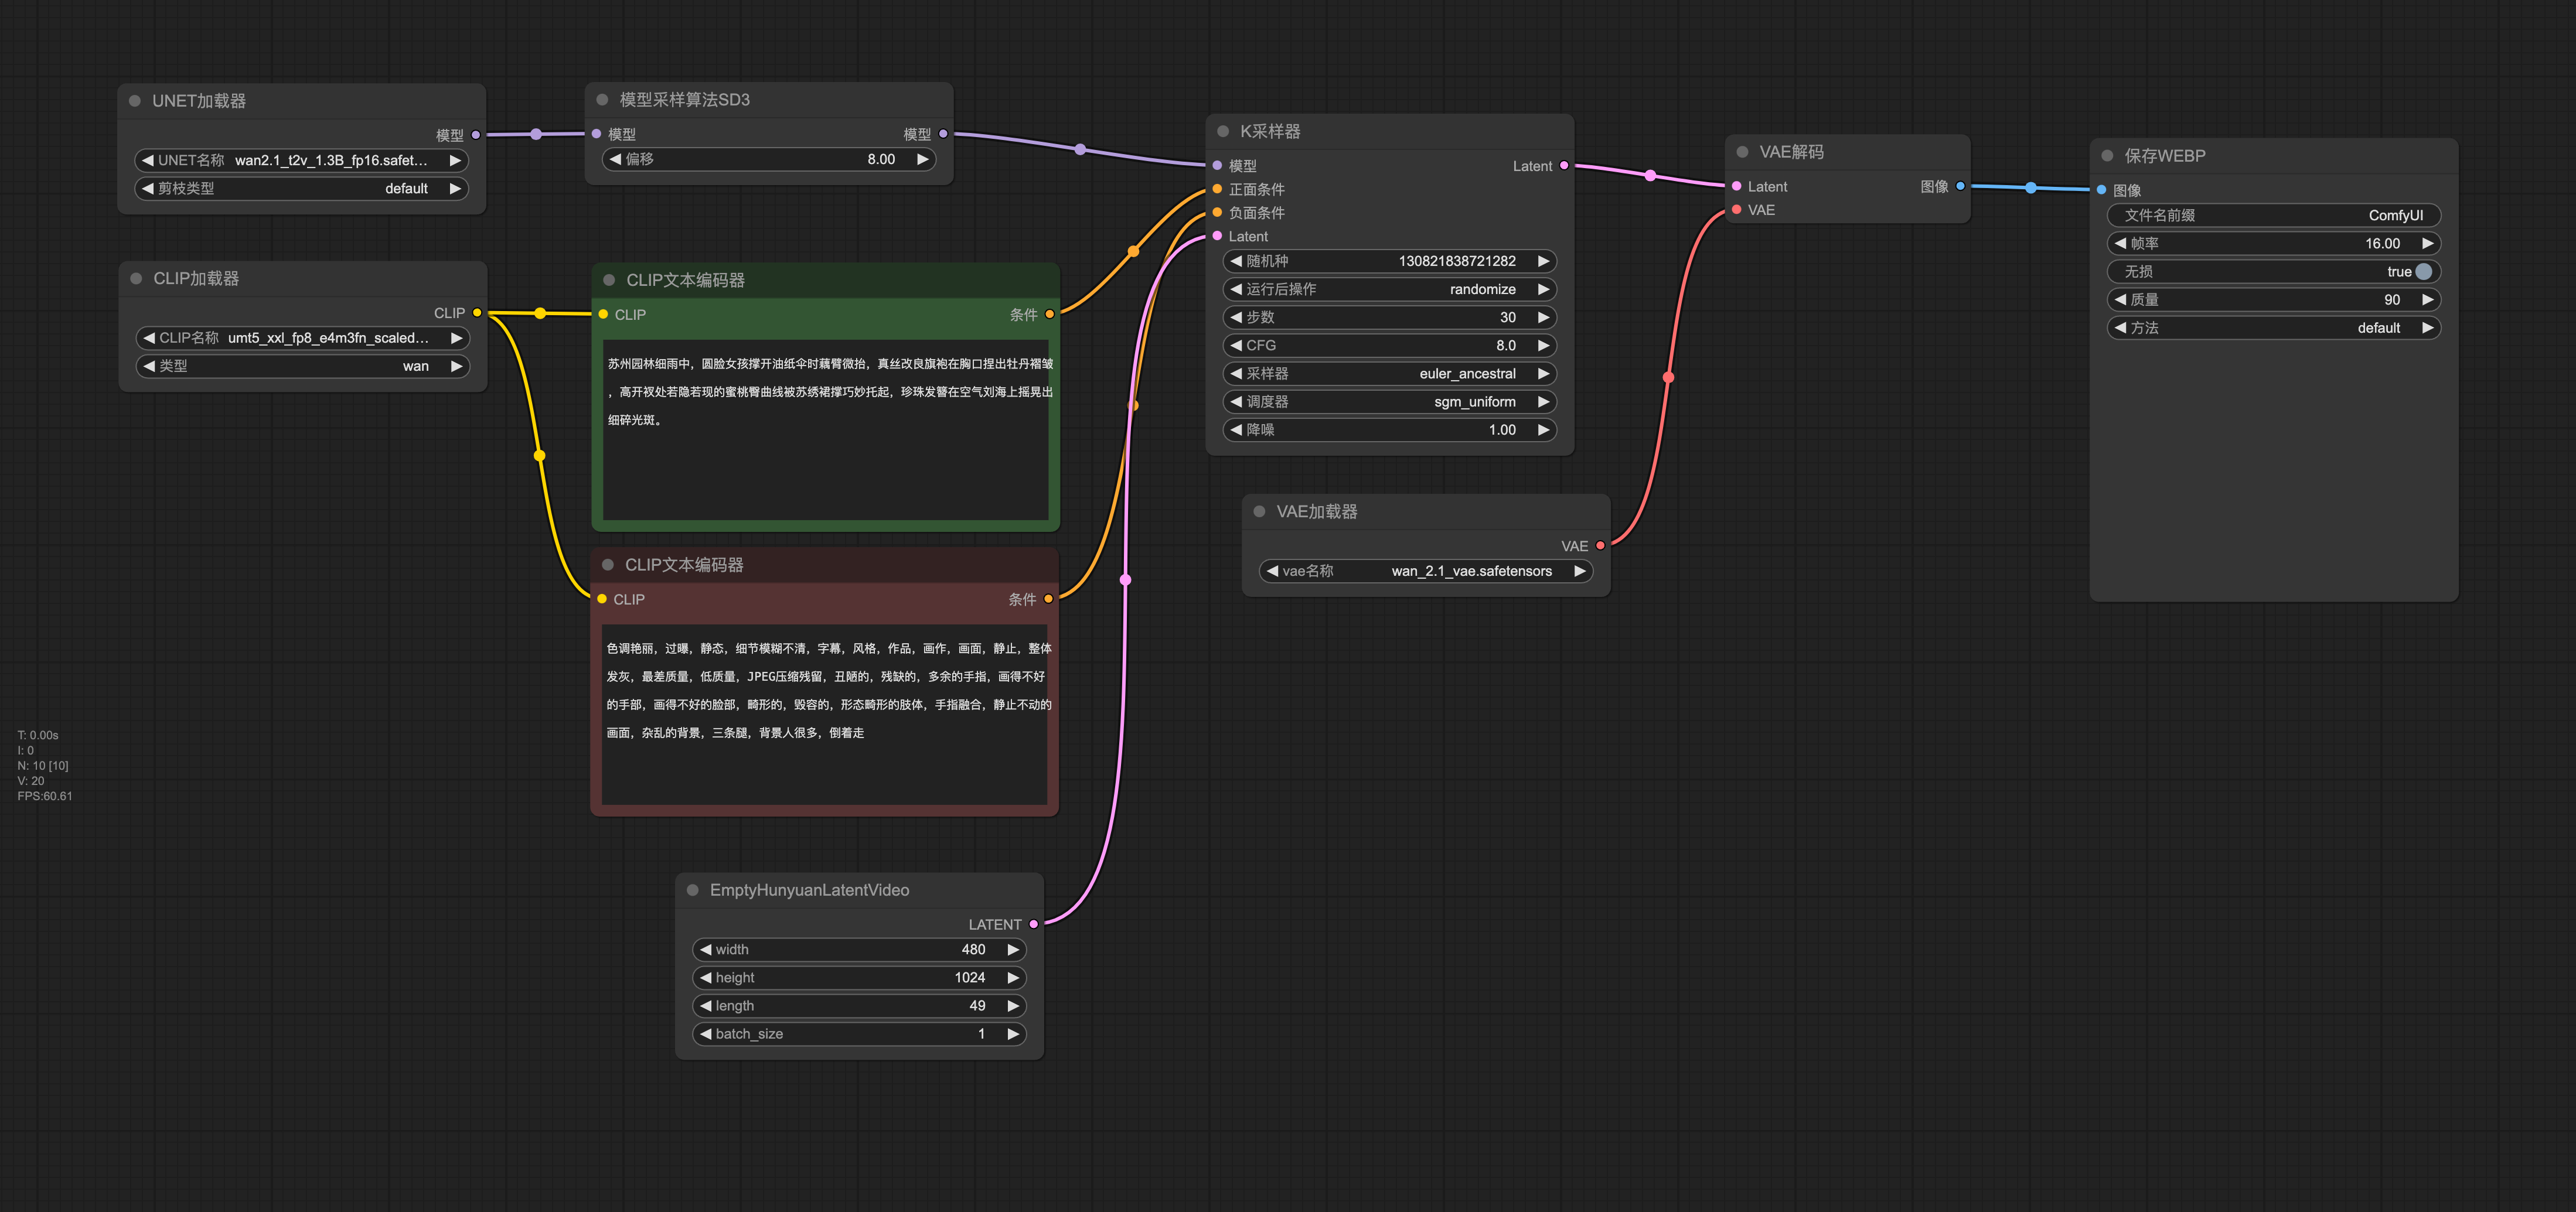 UNET加载器
模型
UNET名称 wan2.1_t2v_1.3B_fp16.safet...
剪枝类型 default
模型采样算法SD3
模型 模型
偏移 8.00
CLIP加载器
CLIP
CLIP名称 umt5_xxl_fp8_e4m3fn_scaled...
类型 wan
CLIP文本编码器
CLIP 条件
苏州园林细雨中，圆脸女孩撑开油纸伞时藕臂微抬，真丝改良旗袍在胸口捏出牡丹褶皱
，高开衩处若隐若现的蜜桃臀曲线被苏绣裙撑巧妙托起，珍珠发簪在空气刘海上摇晃出
细碎光斑。
CLIP文本编码器
CLIP 条件
色调艳丽，过曝，静态，细节模糊不清，字幕，风格，作品，画作，画面，静止，整体
发灰，最差质量，低质量，JPEG压缩残留，丑陋的，残缺的，多余的手指，画得不好
的手部，画得不好的脸部，畸形的，毁容的，形态畸形的肢体，手指融合，静止不动的
画面，杂乱的背景，三条腿，背景人很多，倒着走
EmptyHunyuanLatentVideo
LATENT
width 480
height 1024
length 49
batch_size 1
K采样器
模型 Latent
正面条件
负面条件
Latent
随机种 130821838721282
运行后操作 randomize
步数 30
CFG 8.0
采样器 euler_ancestral
调度器 sgm_uniform
降噪 1.00
VAE加载器
VAE
vae名称 wan_2.1_vae.safetensors
VAE解码
Latent 图像
VAE
保存WEBP
图像
文件名前缀 ComfyUI
帧率 16.00
无损 true
质量 90
方法 default
T: 0.00s
I: 0
N: 10 [10]
V: 20
FPS:60.61